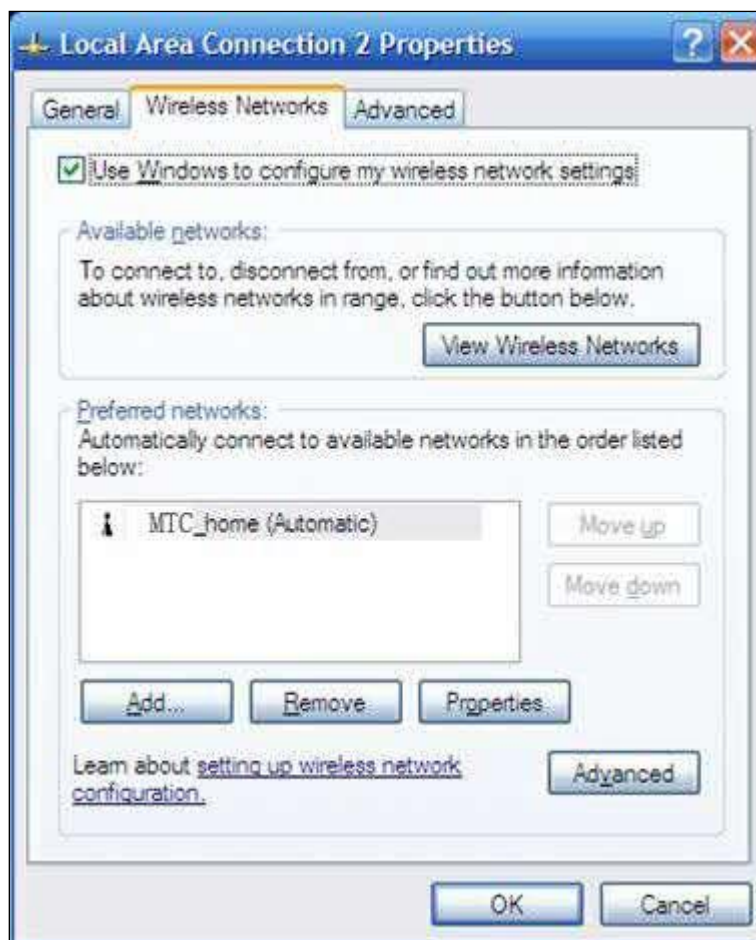 Local Area Connection 2 Properties
General Wireless Networks Advanced
Use Windows to configure my wireless network settings
Available networks:
To connect to, disconnect from, or find out more information
about wireless networks in range, click the button below.
View Wireless Networks
Preferred networks:
Automatically connect to available networks in the order listed
below:
MTC_home (Automatic)
Move up
Move down
Add... Remove Properties
Learn about setting up wireless network
configuration.
Advanced
OK Cancel